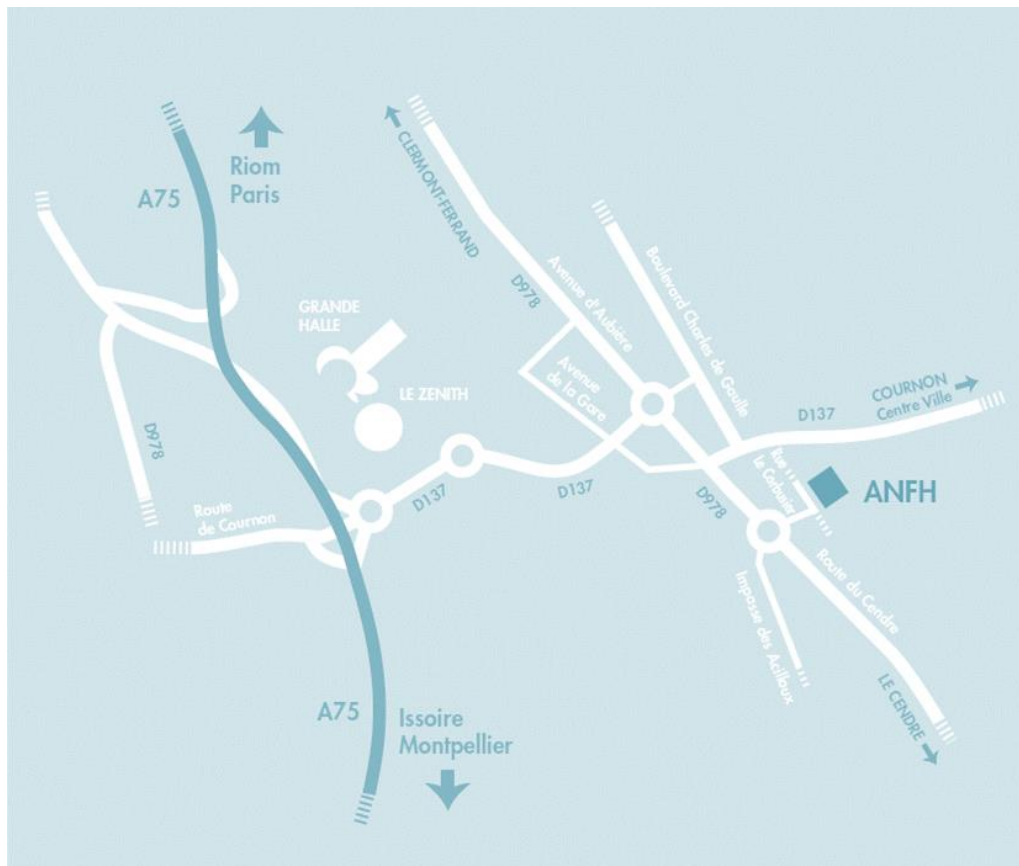 Riom
Paris
A75
CLERMONT-FERRAND
D978
Avenue d'Aubière
Boulevard Charles de Gaulle
GRANDE
HALLE
LE ZENITH
Avenue
de la Gare
COURNON
Centre Ville
D137
D978
Route
de Cournon
D137
D137
D978
Rue
Le Corbusier
ANFH
Route du Cendre
Impasse des Acilloux
A75
Issoire
Montpellier
LE CENDRE